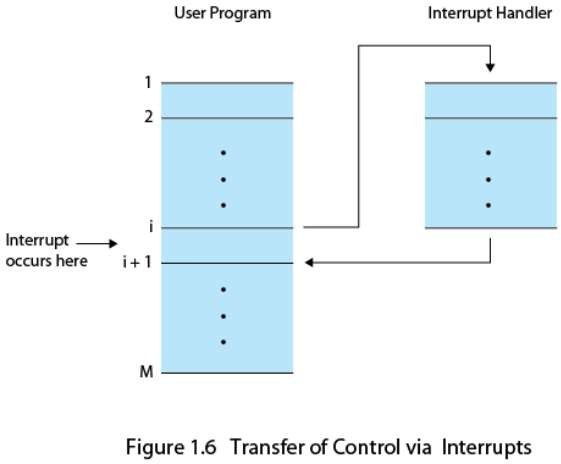 User Program
Interrupt Handler
1
2
i
Interrupt
occurs here
i + 1
M
Figure 1.6 Transfer of Control via Interrupts